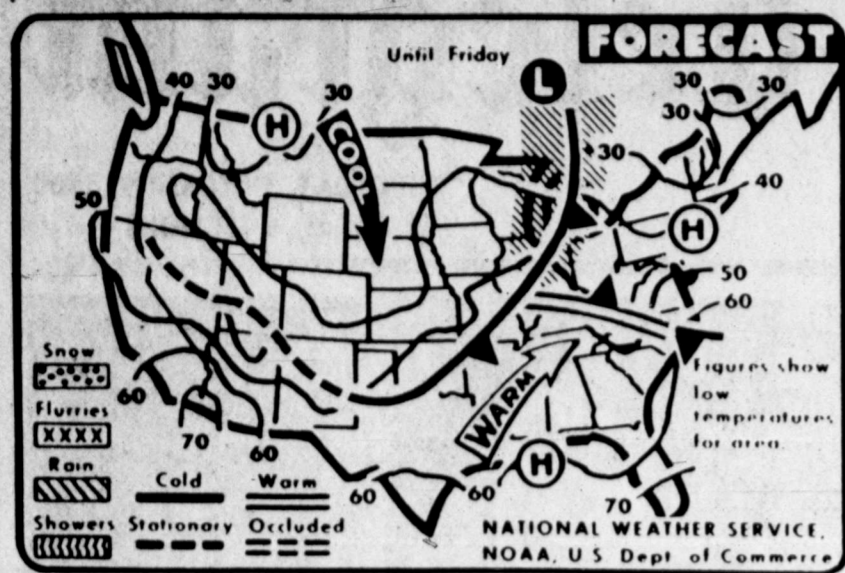 FORECAST
Until Friday
L
30
30
30
30
40
30
H
30
COOL
30
40
50
H
50
60
Snow
Flurries
XXXX
Rain
Showers
60
70
60
Cold
Warm
Stationary
Occluded
WARM
H
60
60
70
Figures show
low
temperatures
for area.
NATIONAL WEATHER SERVICE,
NOAA, U.S. Dept. of Commerce